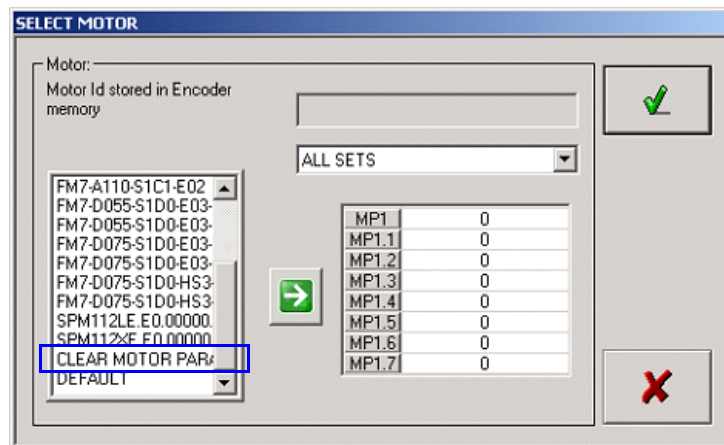 SELECT MOTOR
Motor:
Motor Id stored in Encoder
memory
ALL SETS
FM7-A110-S1C1-E02
FM7-D055-S1D0-E03-
FM7-D055-S1D0-E03-
FM7-D075-S1D0-E03-
FM7-D075-S1D0-E03-
FM7-D075-S1D0-HS3-
FM7-D075-S1D0-HS3-
SPM112LE.E0.00000.
SPM112XE.E0.00000.
CLEAR MOTOR PARA
DEFAULT
MP1 0
MP1.1 0
MP1.2 0
MP1.3 0
MP1.4 0
MP1.5 0
MP1.6 0
MP1.7 0